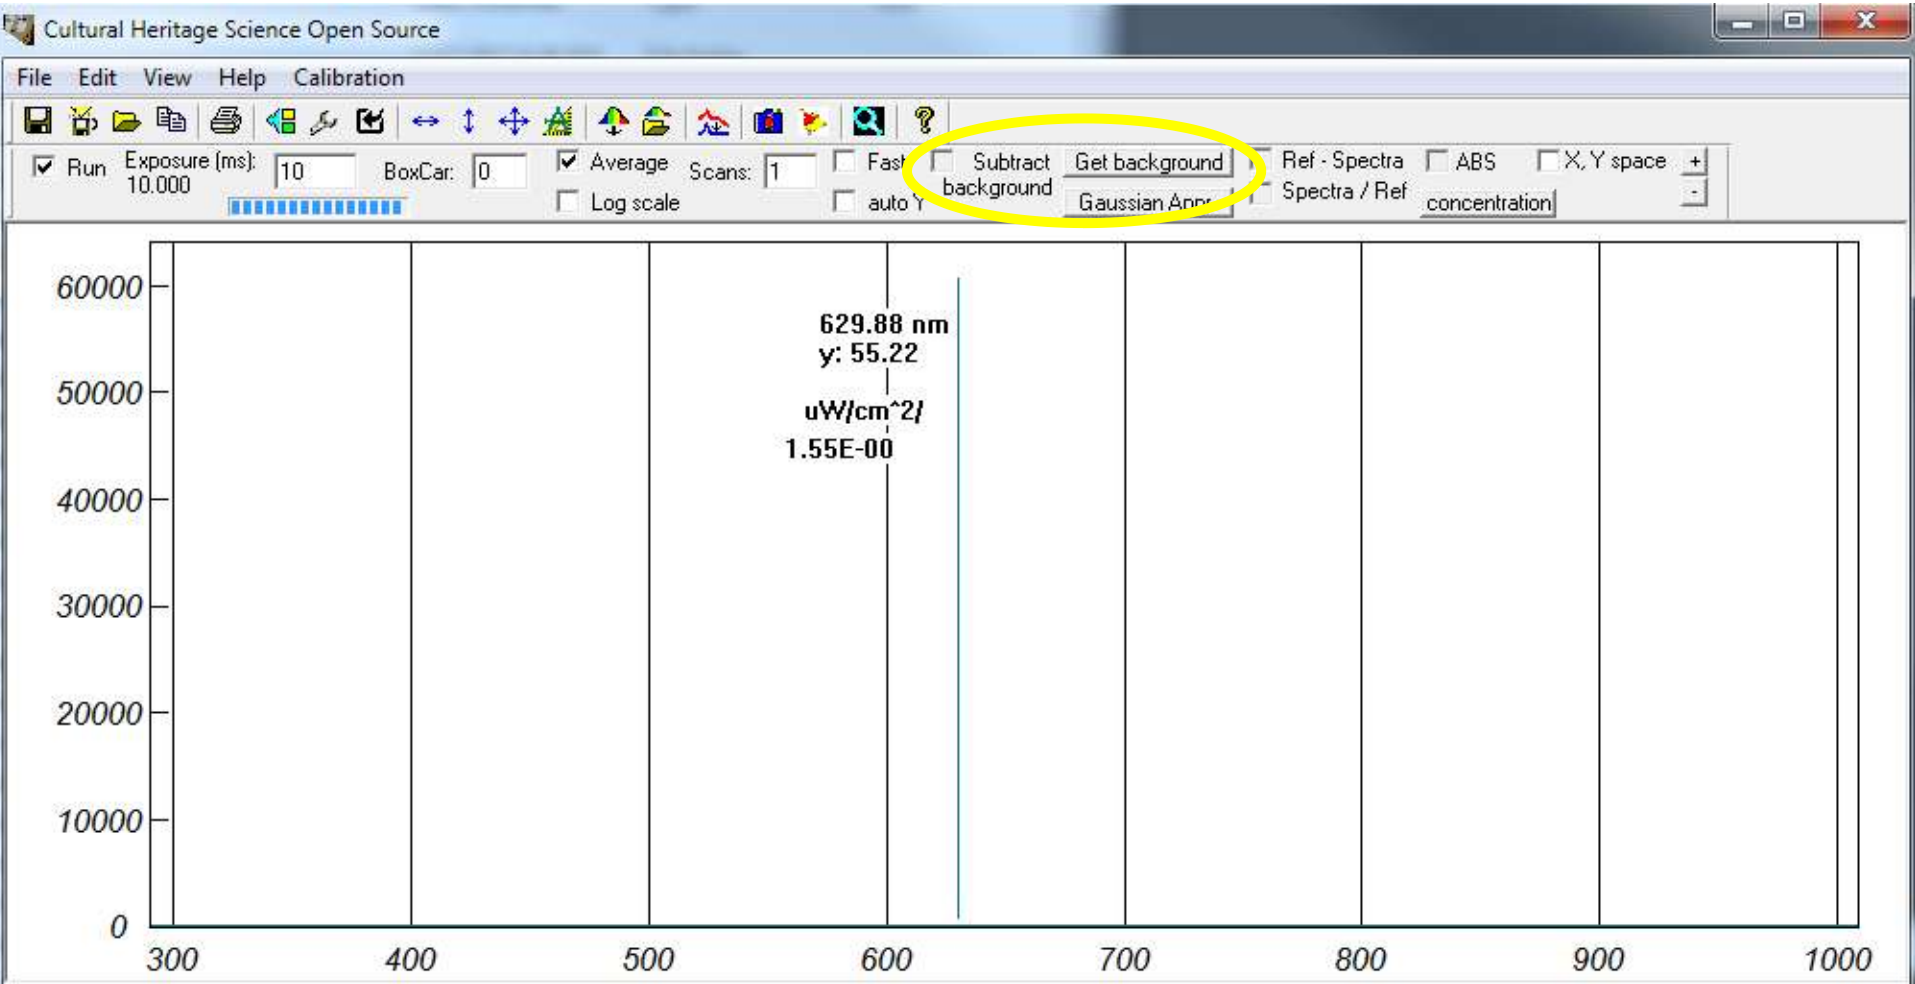 Cultural Heritage Science Open Source
File Edit View Help Calibration
Run Exposure (ms): 10.000 10 BoxCar: 0 Average Scans: 1 Fast Subtract background Get background Ref - Spectra ABS X, Y space +
Log scale auto Y Gaussian Appr Spectra / Ref concentration -
60000
629.88 nm
y: 55.22
50000
uW/cm^2/
1.55E-00
40000
30000
20000
10000
0
300 400 500 600 700 800 900 1000